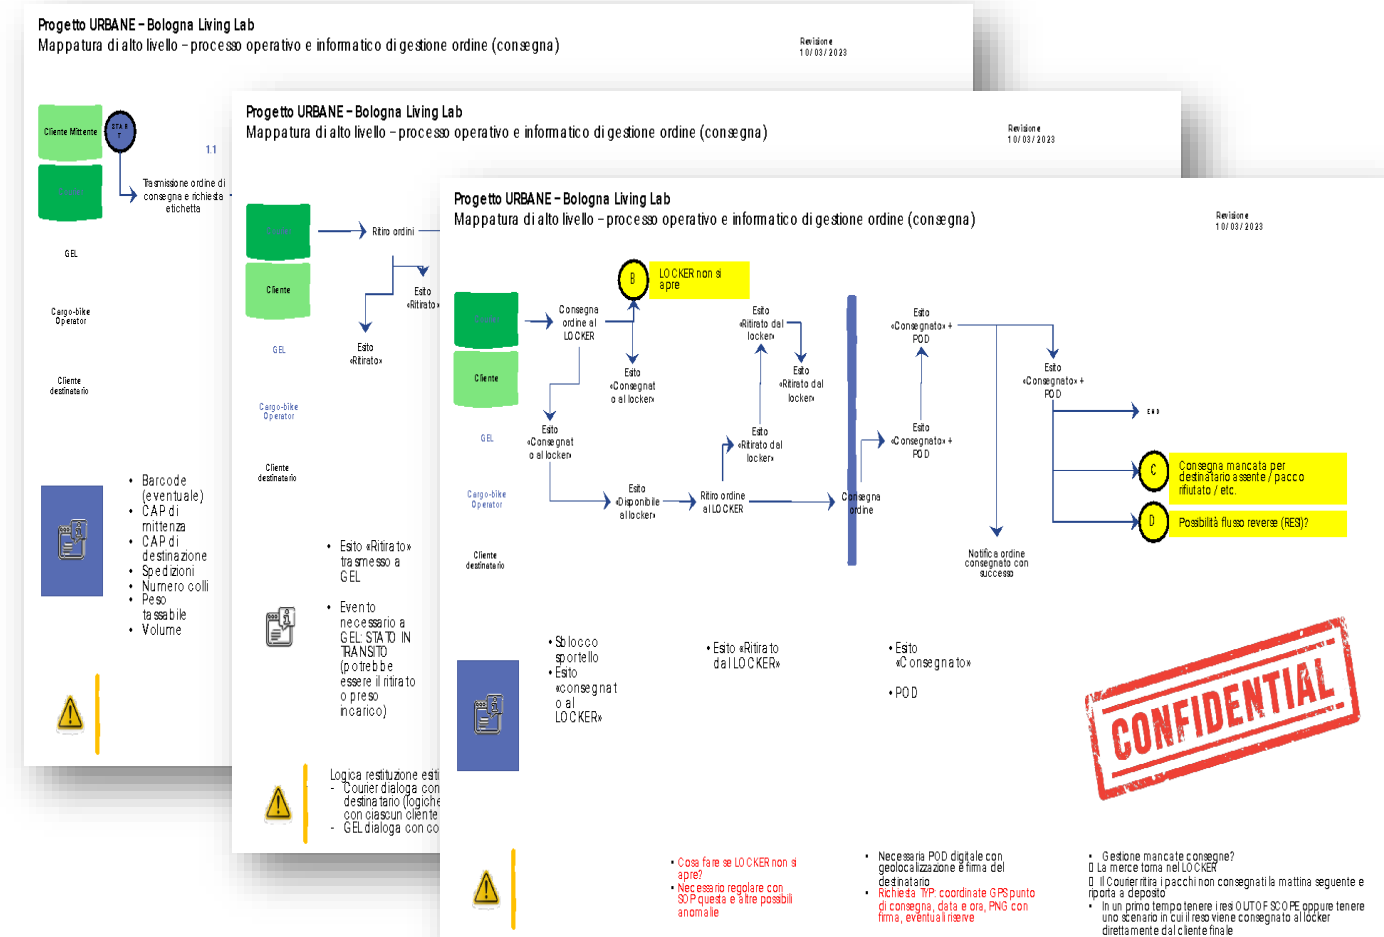 Progetto URBANE – Bologna Living Lab
Mappatura di alto livello – processo operativo e informatico di gestione ordine (consegna)
Revisione
10/03/2023
Cliente Mittente
STAR
T
1.1
Trasmissione ordine di
consegna e richiesta
etichetta
GEL
Cargo-bike
Operator
Cliente
destinatario
• Barcode
(eventuale)
• CAP di
mittenza
• CAP di
destinazione
• Spedizioni
• Numero colli
• Peso
tassabile
• Volume
Progetto URBANE – Bologna Living Lab
Mappatura di alto livello – processo operativo e informatico di gestione ordine (consegna)
Revisione
10/03/2023
Ritiro ordini
Cliente
Esito
«Ritirato»
Esito
«Ritirato»
GEL
Cargo-bike
Operator
Cliente
destinatario
• Esito «Ritirato»
trasmesso a
GEL
• Evento
necessario a
GEL: STATO IN
TRANSITO
(potrebbe
essere il ritirato
o preso
incarico)
Logica restituzione esiti
- Courier dialoga con
destinatario (logiche
con ciascun cliente
- GEL dialoga con co
Progetto URBANE – Bologna Living Lab
Mappatura di alto livello – processo operativo e informatico di gestione ordine (consegna)
Revisione
10/03/2023
B
LOCKER non si
apre
Consegna
ordine al
LOCKER
Esito
«Ritirato dal
locker»
Esito
«Consegnato» +
POD
Cliente
Esito
«Consegnat
o al locker»
Esito
«Ritirato dal
locker»
Esito
«Consegnato» +
POD
END
GEL
Esito
«Consegnat
o al locker»
Esito
«Ritirato dal
locker»
Esito
«Consegnato» +
POD
C
Consegna mancata per
destinatario assente / pacco
rifiutato / etc.
Cargo-bike
Operator
Esito
«Disponibile
al locker»
Ritiro ordine
al LOCKER
Consegna
ordine
D
Possibilità flusso reverse (RESI)?
Cliente
destinatario
Notifica ordine
consegnato con
successo
• Sblocco
sportello
• Esito
«consegnat
o al
LOCKER»
• Esito «Ritirato
dal LOCKER»
• Esito
«Consegnato»
• POD
CONFIDENTIAL
• Cosa fare se LOCKER non si
apre?
• Necessario regolare con
SOP questa e altre possibili
anomalie
• Necessaria POD digitale con
geolocalizzazione e firma del
destinatario
• Richiesta TYP: coordinate GPS punto
di consegna, data e ora, PNG con
firma, eventuali riserve
• Gestione mancate consegne?
La merce torna nel LOCKER
Il Courier ritira i pacchi non consegnati la mattina seguente e
riporta a deposito
• In un primo tempo tenere i resi OUT OF SCOPE oppure tenere
uno scenario in cui il reso viene consegnato al locker
direttamente dal cliente finale